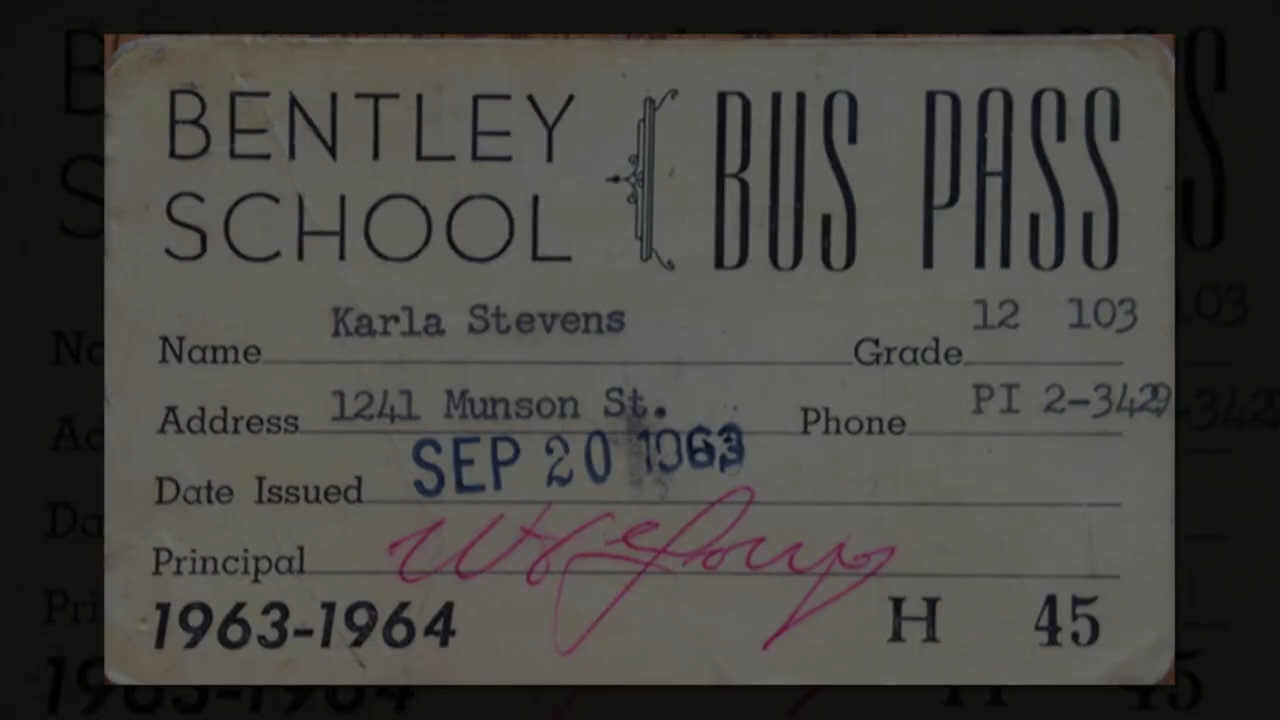 BENTLEY SCHOOL BUS PASS
Name Karla Stevens Grade 12 103
Address 1241 Munson St. Phone PI 2-3429
Date Issued SEP 20 1963
Principal
1963-1964 H 45